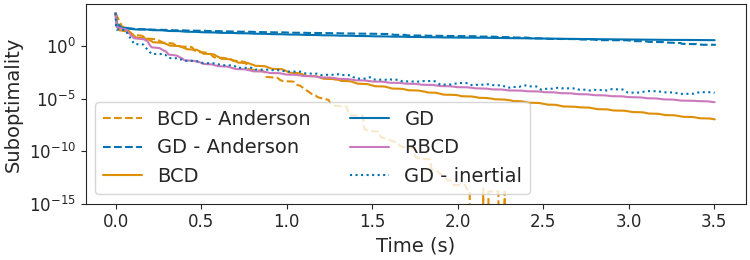 Suboptimality
10^0
10^-5
10^-10
10^-15
BCD - Anderson
GD - Anderson
BCD
GD
RBCD
GD - inertial
0.0 0.5 1.0 1.5 2.0 2.5 3.0 3.5
Time (s)